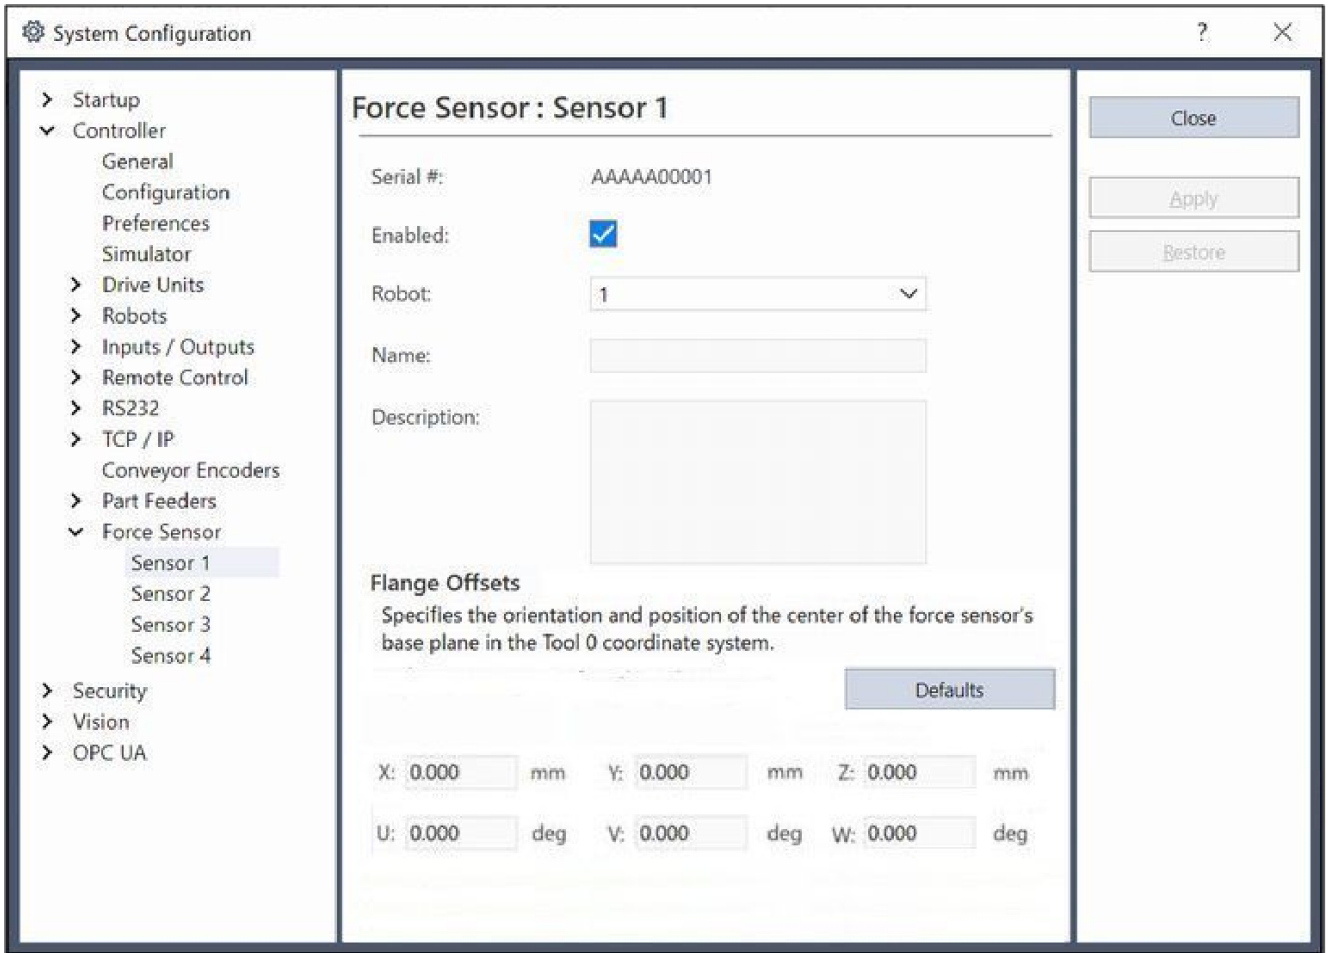 System Configuration
?
Startup
Controller
General
Configuration
Preferences
Simulator
Drive Units
Robots
Inputs / Outputs
Remote Control
RS232
TCP / IP
Conveyor Encoders
Part Feeders
Force Sensor
Sensor 1
Sensor 2
Sensor 3
Sensor 4
Security
Vision
OPC UA
Force Sensor : Sensor 1
Serial #: AAAAA00001
Enabled:
Robot: 1
Name:
Description:
Flange Offsets
Specifies the orientation and position of the center of the force sensor's
base plane in the Tool 0 coordinate system.
Defaults
X: 0.000 mm Y: 0.000 mm Z: 0.000 mm
U: 0.000 deg V: 0.000 deg W: 0.000 deg
Close
Apply
Restore